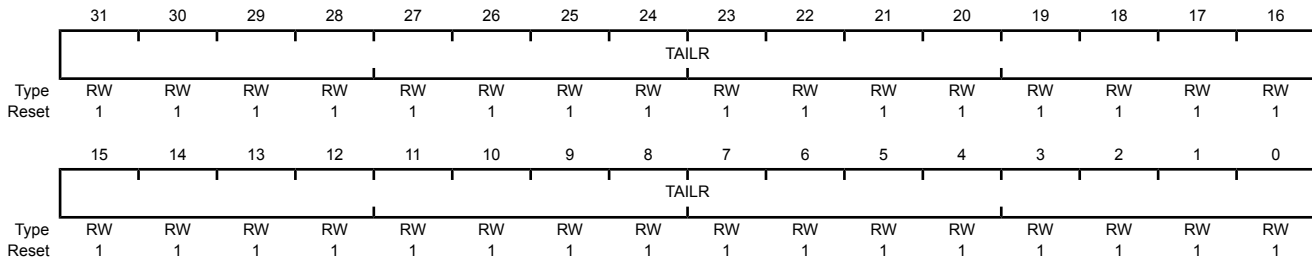 31 30 29 28 27 26 25 24 23 22 21 20 19 18 17 16
TAILR
Type RW RW RW RW RW RW RW RW RW RW RW RW RW RW RW RW
Reset 1 1 1 1 1 1 1 1 1 1 1 1 1 1 1 1
15 14 13 12 11 10 9 8 7 6 5 4 3 2 1 0
TAILR
Type RW RW RW RW RW RW RW RW RW RW RW RW RW RW RW RW
Reset 1 1 1 1 1 1 1 1 1 1 1 1 1 1 1 1